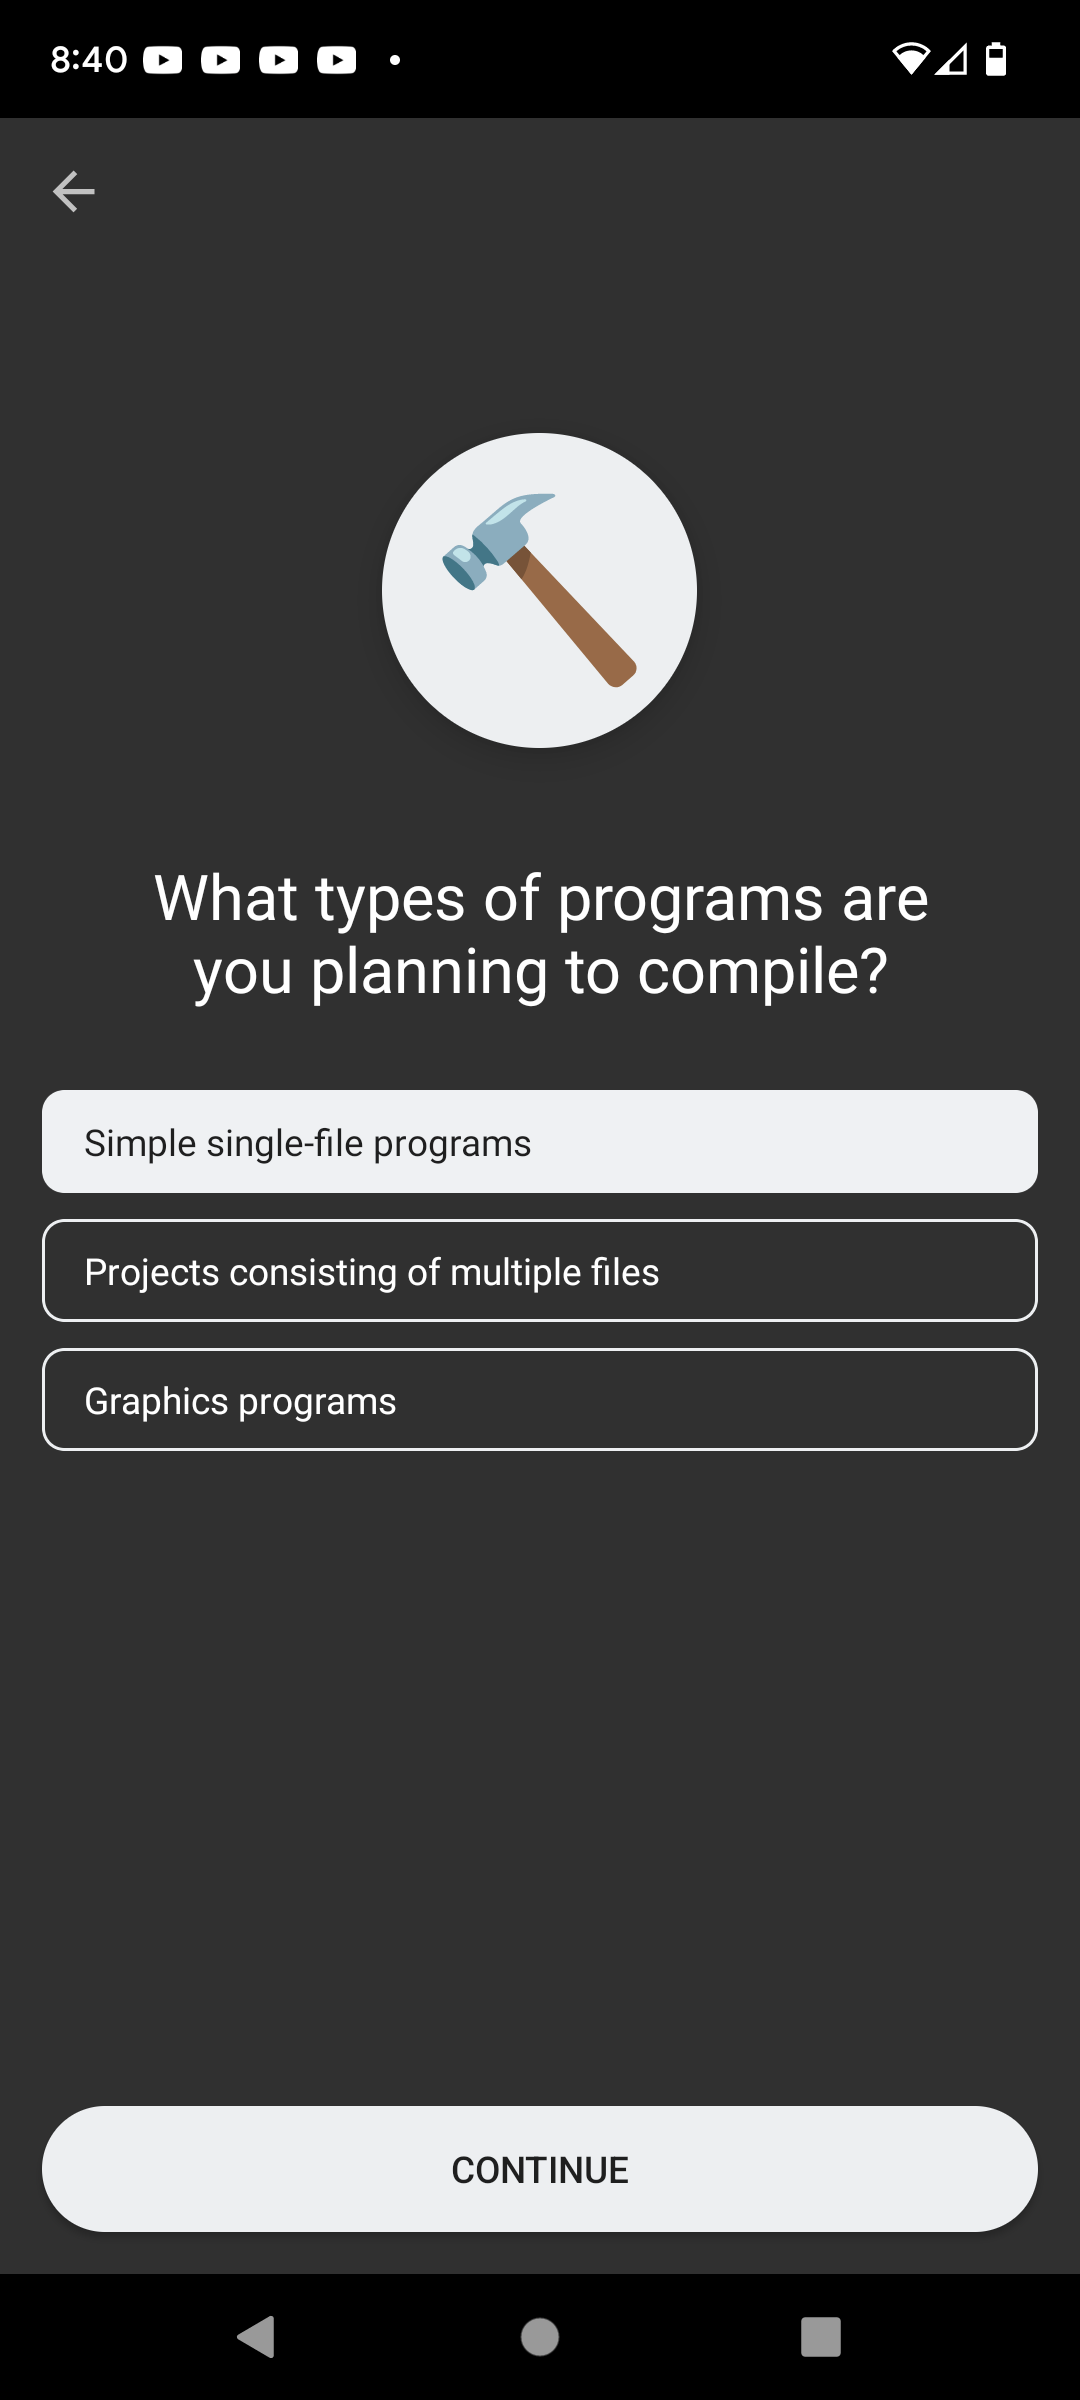 8:40
What types of programs are
you planning to compile?
Simple single-file programs
Projects consisting of multiple files
Graphics programs
CONTINUE